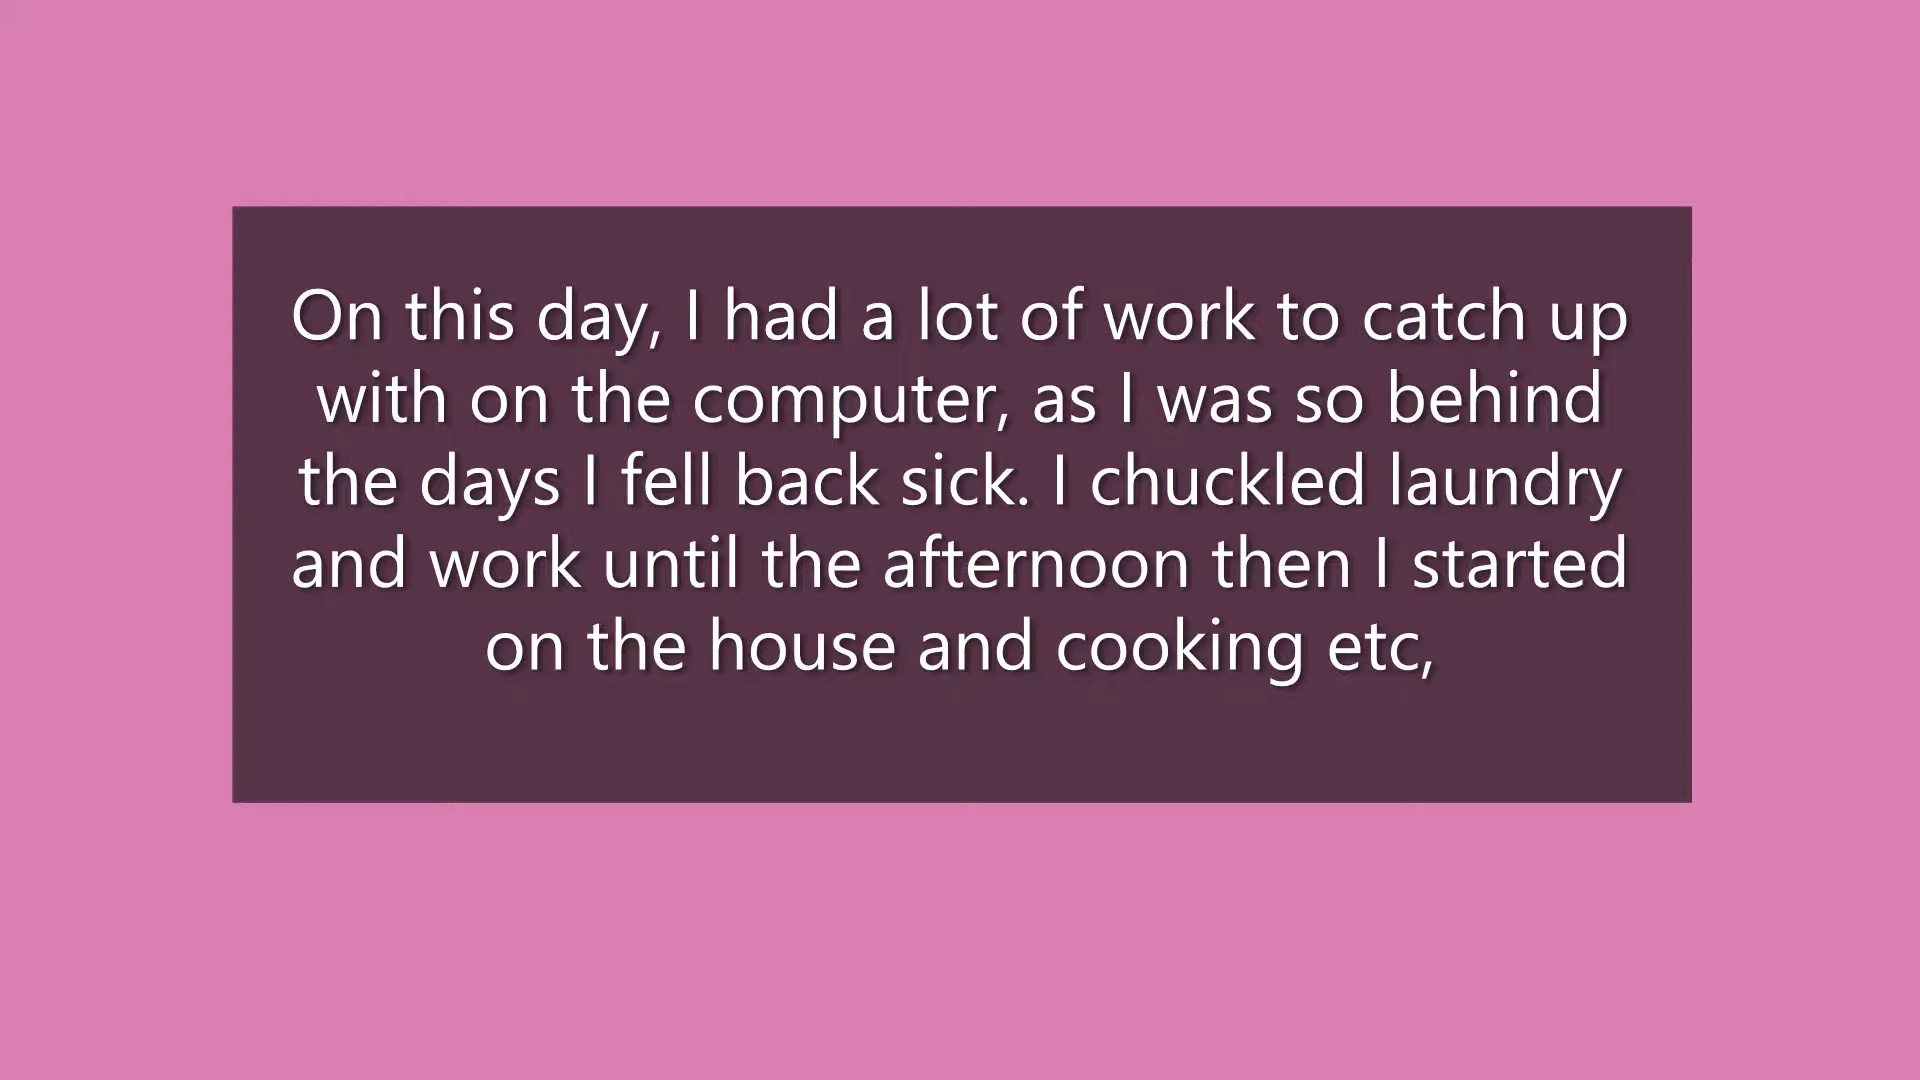 On this day, I had a lot of work to catch up
with on the computer, as I was so behind
the days I fell back sick. I chuckled laundry
and work until the afternoon then I started
on the house and cooking etc,